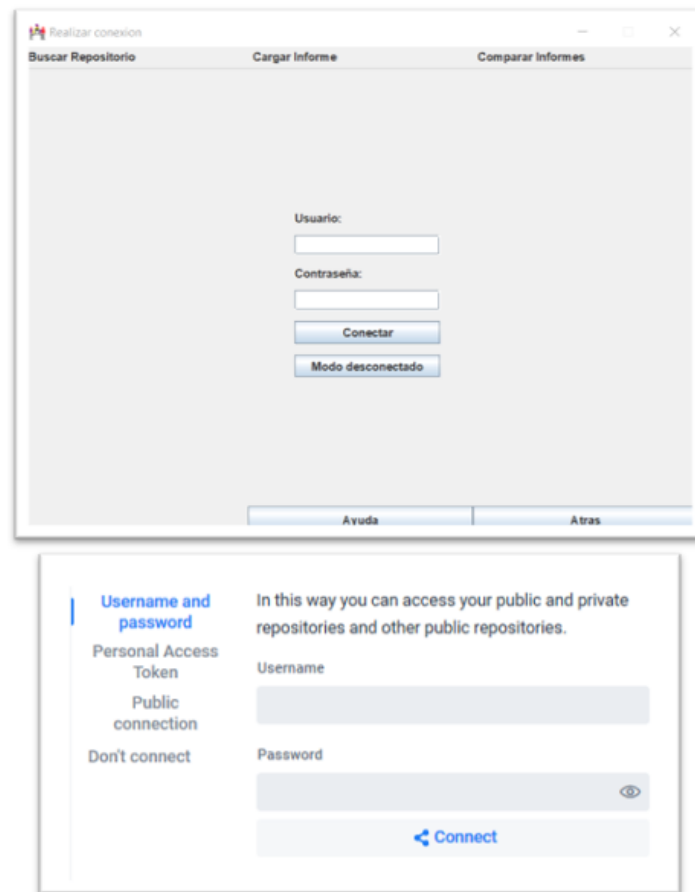 Realizar conexion
Buscar Repositorio Cargar Informe Comparar Informes
Usuario:
Contraseña:
Conectar
Modo desconectado
Ayuda Atras
Username and
password
Personal Access
Token
Public
connection
Don't connect
In this way you can access your public and private
repositories and other public repositories.
Username
Password
Connect